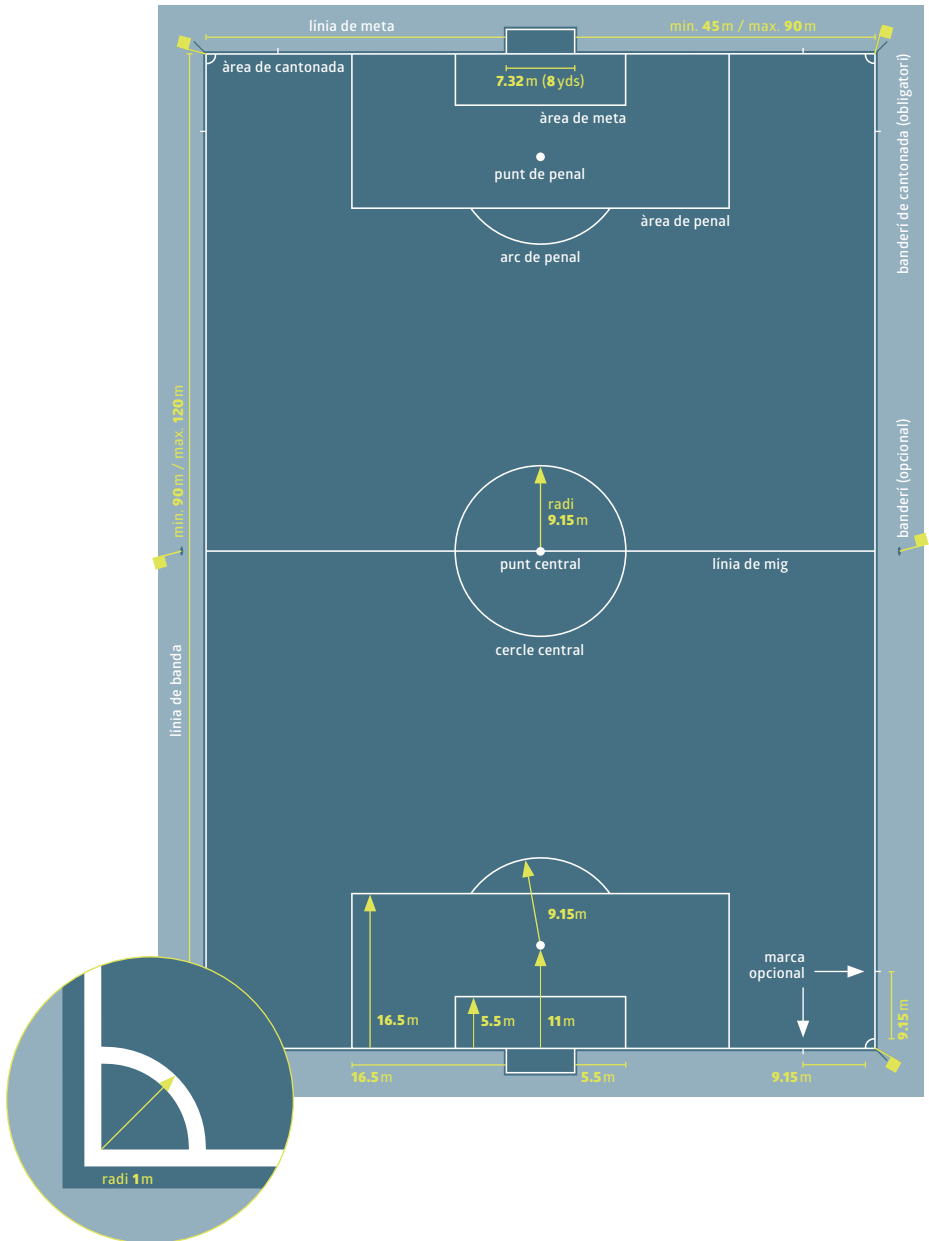 línia de meta
min. 45 m / max. 90 m
àrea de cantonada
7.32 m (8 yds)
àrea de meta
punt de penal
àrea de penal
arc de penal
banderí de cantonada (obligatori)
min. 90 m / max. 120 m
banderí (opcional)
radi
9.15 m
punt central
línia de mig
cercle central
línia de banda
9.15 m
marca
opcional
16.5 m
5.5 m
11 m
9.15 m
16.5 m
5.5 m
9.15 m
radi 1 m